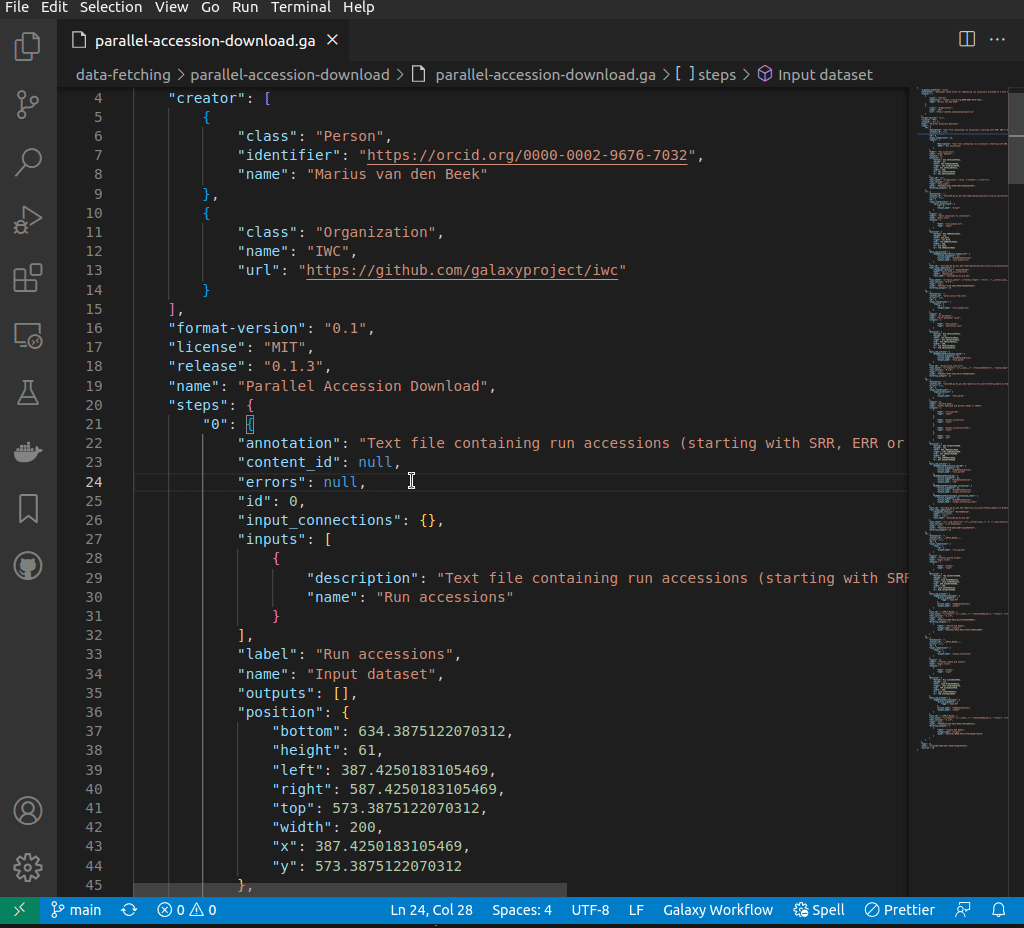 File Edit Selection View Go Run Terminal Help
parallel-accession-download.ga
data-fetching > parallel-accession-download > parallel-accession-download.ga > [ ] steps > Input dataset
4 "creator": [
5 {
6 "class": "Person",
7 "identifier": "https://orcid.org/0000-0002-9676-7032",
8 "name": "Marius van den Beek"
9 },
10 {
11 "class": "Organization",
12 "name": "IWC",
13 "url": "https://github.com/galaxyproject/iwc"
14 }
15 ],
16 "format-version": "0.1",
17 "license": "MIT",
18 "release": "0.1.3",
19 "name": "Parallel Accession Download",
20 "steps": {
21 "0": {
22 "annotation": "Text file containing run accessions (starting with SRR, ERR or
23 "content_id": null,
24 "errors": null,
25 "id": 0,
26 "input_connections": {},
27 "inputs": [
28 {
29 "description": "Text file containing run accessions (starting with SRR
30 "name": "Run accessions"
31 }
32 ],
33 "label": "Run accessions",
34 "name": "Input dataset",
35 "outputs": [],
36 "position": {
37 "bottom": 634.3875122070312,
38 "height": 61,
39 "left": 387.4250183105469,
40 "right": 587.4250183105469,
41 "top": 573.3875122070312,
42 "width": 200,
43 "x": 387.4250183105469,
44 "y": 573.3875122070312
45 },
main 0 0 Ln 24, Col 28 Spaces: 4 UTF-8 LF Galaxy Workflow Spell Prettier